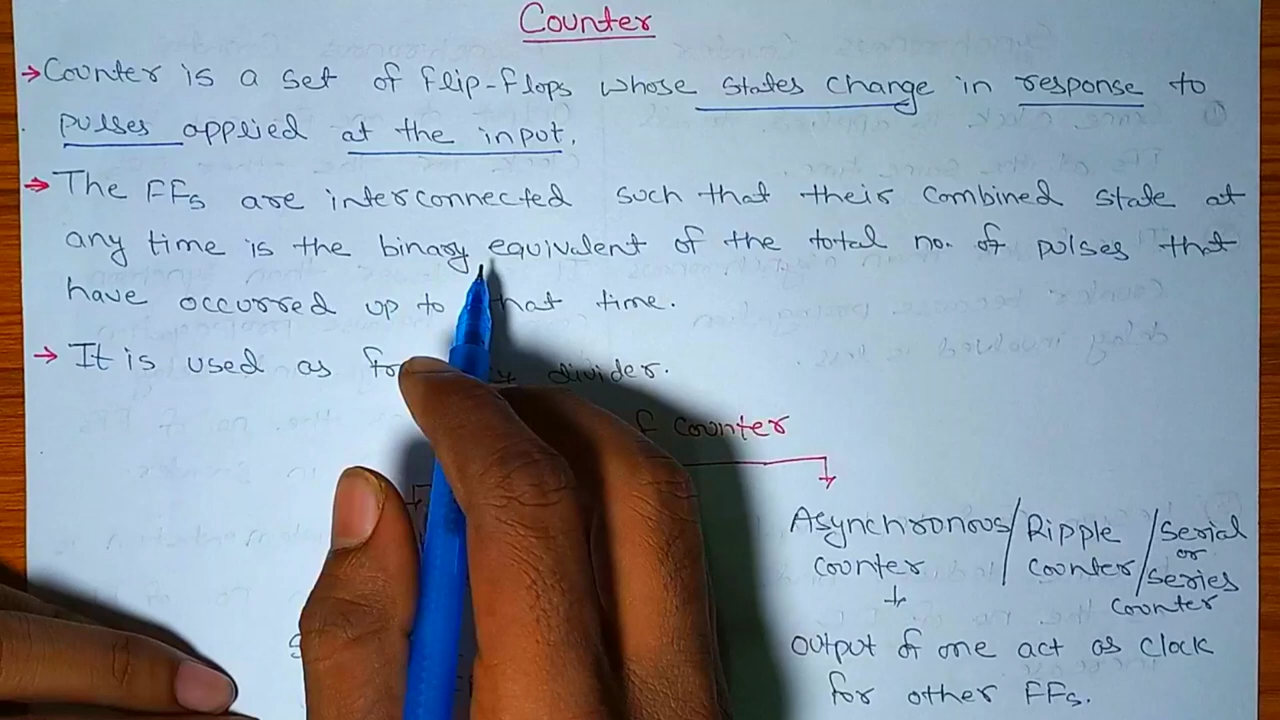 Counter
→ Counter is a set of flip-flops whose states change in response to
pulses applied at the input.
→ The FFs are interconnected such that their combined state at
any time is the binary equivalent of the total no. of pulses that
have occurred up to that time.
→ It is used as divider.
counter
Asynchronous/Ripple/Serial
or
counter counter series
counter
output of one act as clock
for other FFs.